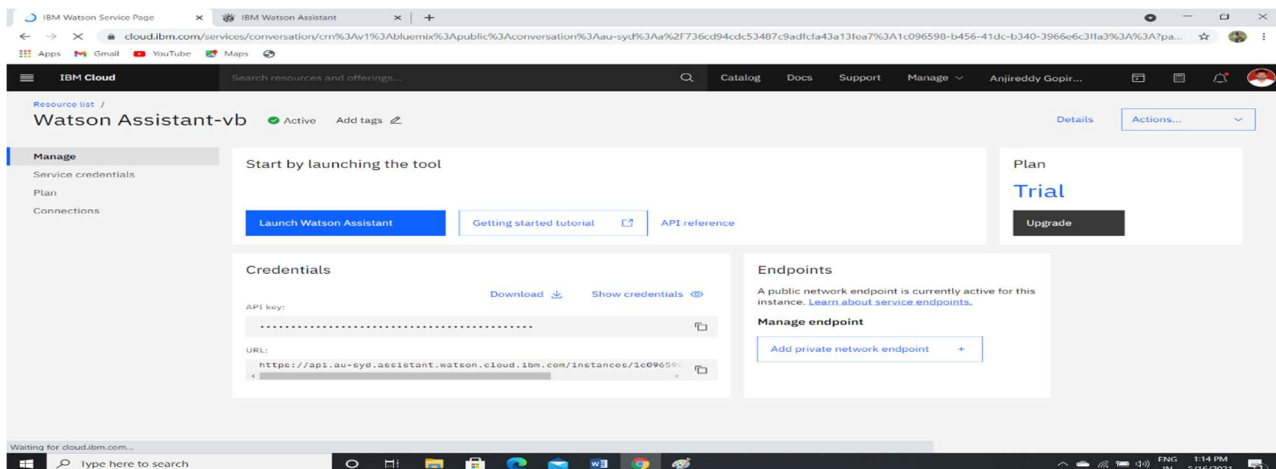 IBM Watson Service Page
IBM Watson Assistant
cloud.ibm.com/services/conversation/crn%3Av1%3Abluemix%3Apublic%3Aconversation%3Aau-syd%3Aa%2F736cd94cdc53487c9adfcfa43a13fea7%3A1c096598-b456-41dc-b340-3966e6c3ffa3%3A%3A?pa...
Apps Gmail YouTube Maps
IBM Cloud Search resources and offerings... Catalog Docs Support Manage Anjireddy Gopir...
Resource list /
Watson Assistant-vb Active Add tags Details Actions...
Manage
Service credentials
Plan
Connections
Start by launching the tool
Launch Watson Assistant Getting started tutorial API reference
Plan
Trial
Upgrade
Credentials
Download Show credentials
API key:
URL:
https://api.au-syd.assistant.watson.cloud.ibm.com/instances/1c09659
Endpoints
A public network endpoint is currently active for this
instance. Learn about service endpoints.
Manage endpoint
Add private network endpoint +
Waiting for cloud.ibm.com...
Type here to search
ENG 1:14 PM
IN 5/16/2021